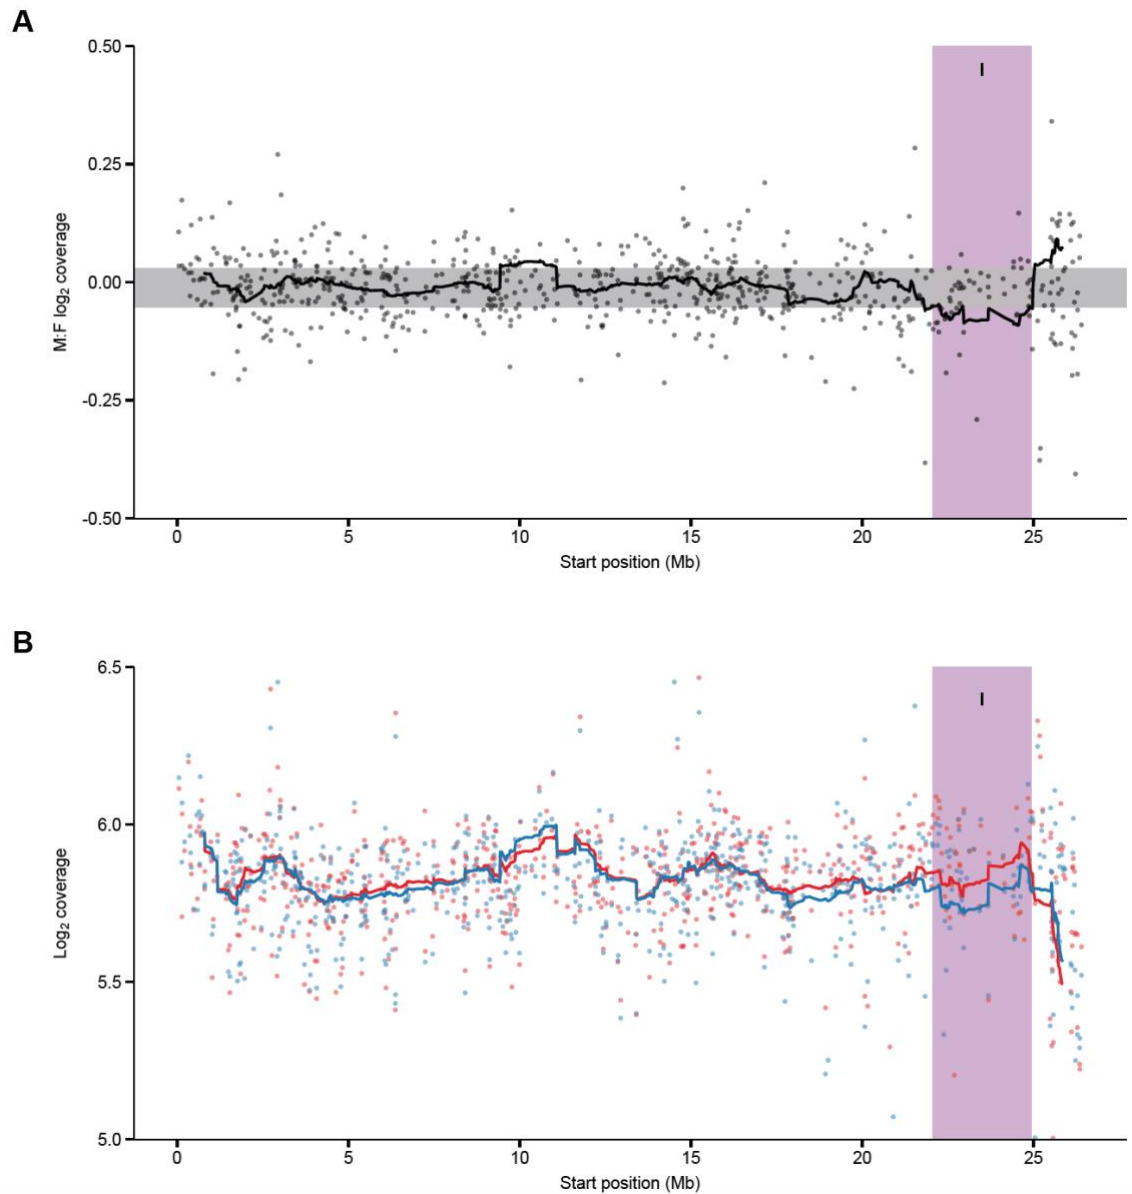 A
0.50
I
0.25
0.00
-0.25
-0.50
M:F log₂ coverage
0 5 10 15 20 25
Start position (Mb)
B
6.5
I
6.0
5.5
5.0
Log₂ coverage
0 5 10 15 20 25
Start position (Mb)